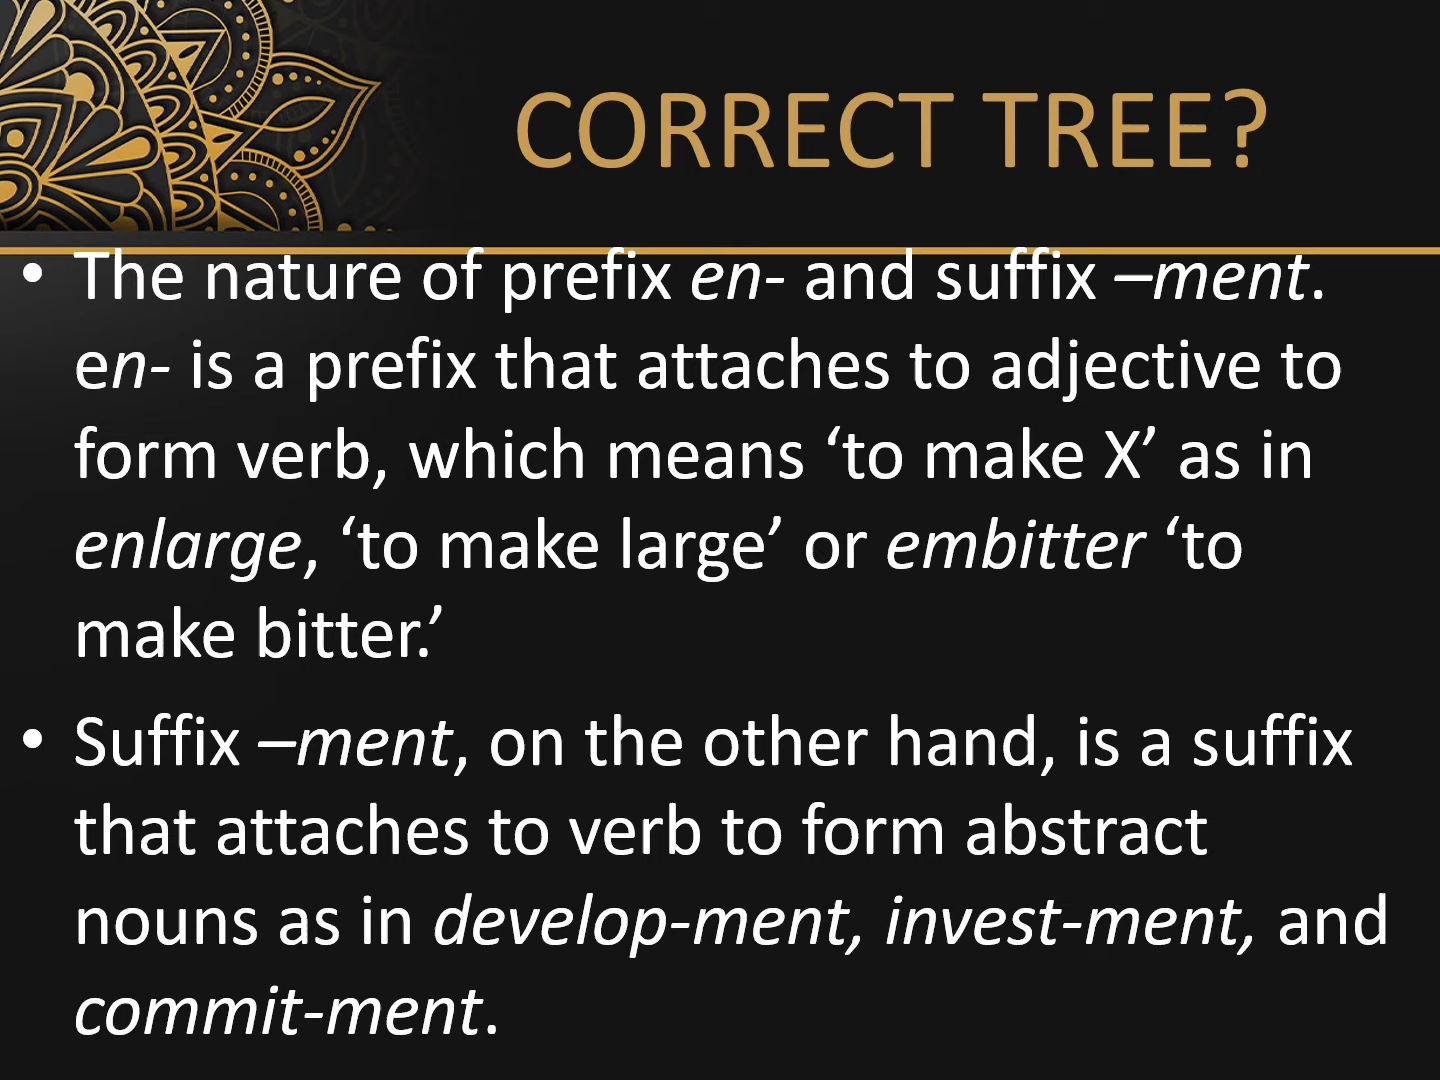 CORRECT TREE?
• The nature of prefix en- and suffix –ment.
en- is a prefix that attaches to adjective to
form verb, which means ‘to make X’ as in
enlarge, ‘to make large’ or embitter ‘to
make bitter.’
• Suffix –ment, on the other hand, is a suffix
that attaches to verb to form abstract
nouns as in develop-ment, invest-ment, and
commit-ment.